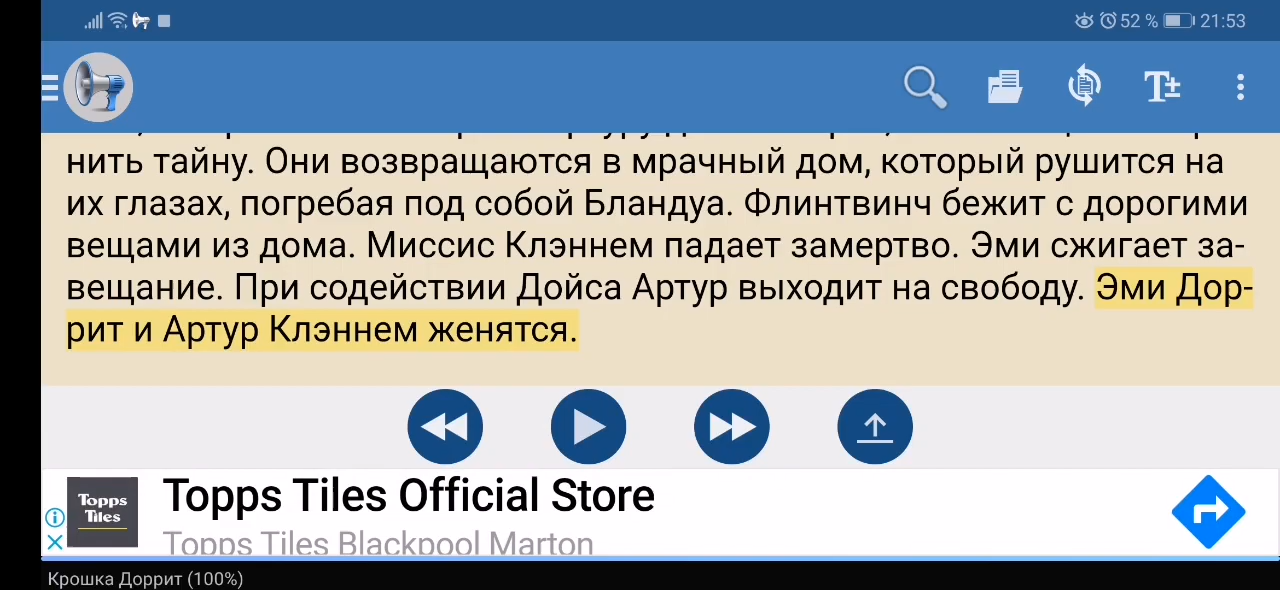 52 % 21:53
T±
нить тайну. Они возвращаются в мрачный дом, который рушится на
их глазах, погребая под собой Бландуа. Флинтвинч бежит с дорогими
вещами из дома. Миссис Клэннем падает замертво. Эми сжигает за-
вещание. При содействии Дойса Артур выходит на свободу. Эми Дор-
рит и Артур Клэннем женятся.
Topps
Tiles
Topps Tiles Official Store
Topps Tiles Blackpool Marton
Крошка Доррит (100%)